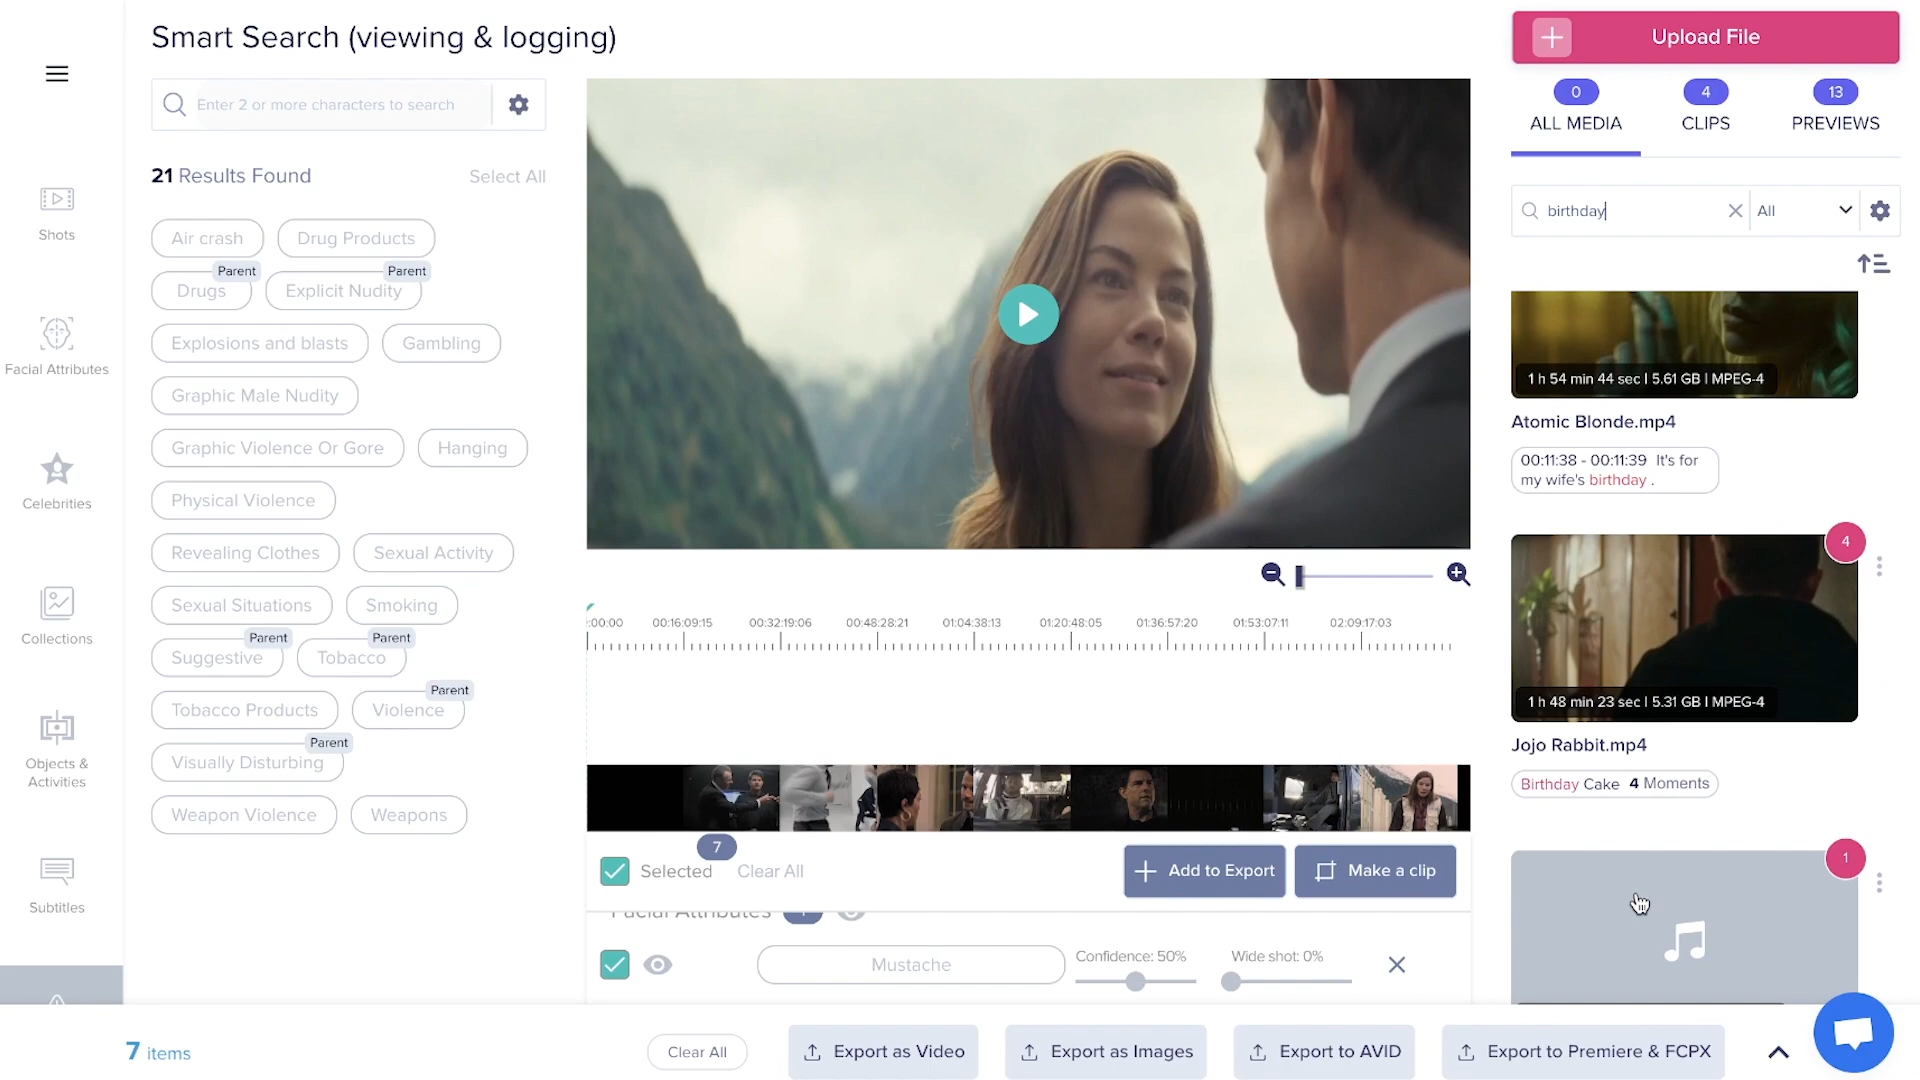 Smart Search (viewing & logging)
Enter 2 or more characters to search
21 Results Found
Select All
Air crash
Drug Products
Parent
Drugs
Parent
Explicit Nudity
Explosions and blasts
Gambling
Graphic Male Nudity
Graphic Violence Or Gore
Hanging
Physical Violence
Revealing Clothes
Sexual Activity
Sexual Situations
Smoking
Parent
Suggestive
Parent
Tobacco
Tobacco Products
Parent
Violence
Parent
Visually Disturbing
Weapon Violence
Weapons
Shots
Facial Attributes
Celebrities
Collections
Objects &
Activities
Subtitles
:00:00
00:16:09:15
00:32:19:06
00:48:28:21
01:04:38:13
01:20:48:05
01:36:57:20
01:53:07:11
02:09:17:03
7
Selected
Clear All
Add to Export
Make a clip
Facial Attributes
Mustache
Confidence: 50%
Wide shot: 0%
Upload File
0
ALL MEDIA
4
CLIPS
13
PREVIEWS
birthday
All
1 h 54 min 44 sec | 5.61 GB | MPEG-4
Atomic Blonde.mp4
00:11:38 - 00:11:39 It's for
my wife's birthday .
4
1 h 48 min 23 sec | 5.31 GB | MPEG-4
Jojo Rabbit.mp4
Birthday Cake 4 Moments
1
7 items
Clear All
Export as Video
Export as Images
Export to AVID
Export to Premiere & FCPX